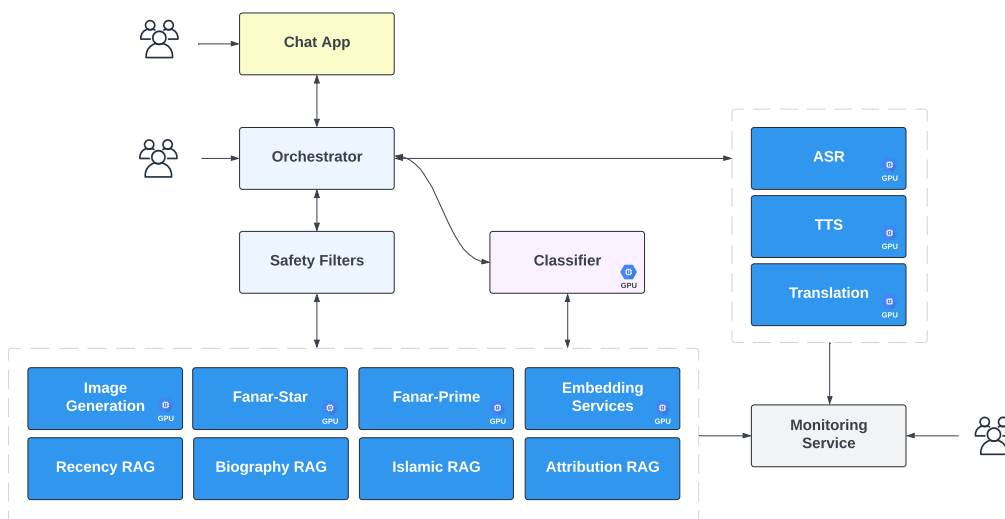 Chat App
Orchestrator
ASR
GPU
TTS
GPU
Safety Filters
Classifier
GPU
Translation
GPU
Image
Generation
GPU
Fanar-Star
GPU
Fanar-Prime
GPU
Embedding
Services
GPU
Monitoring
Service
Recency RAG
Biography RAG
Islamic RAG
Attribution RAG